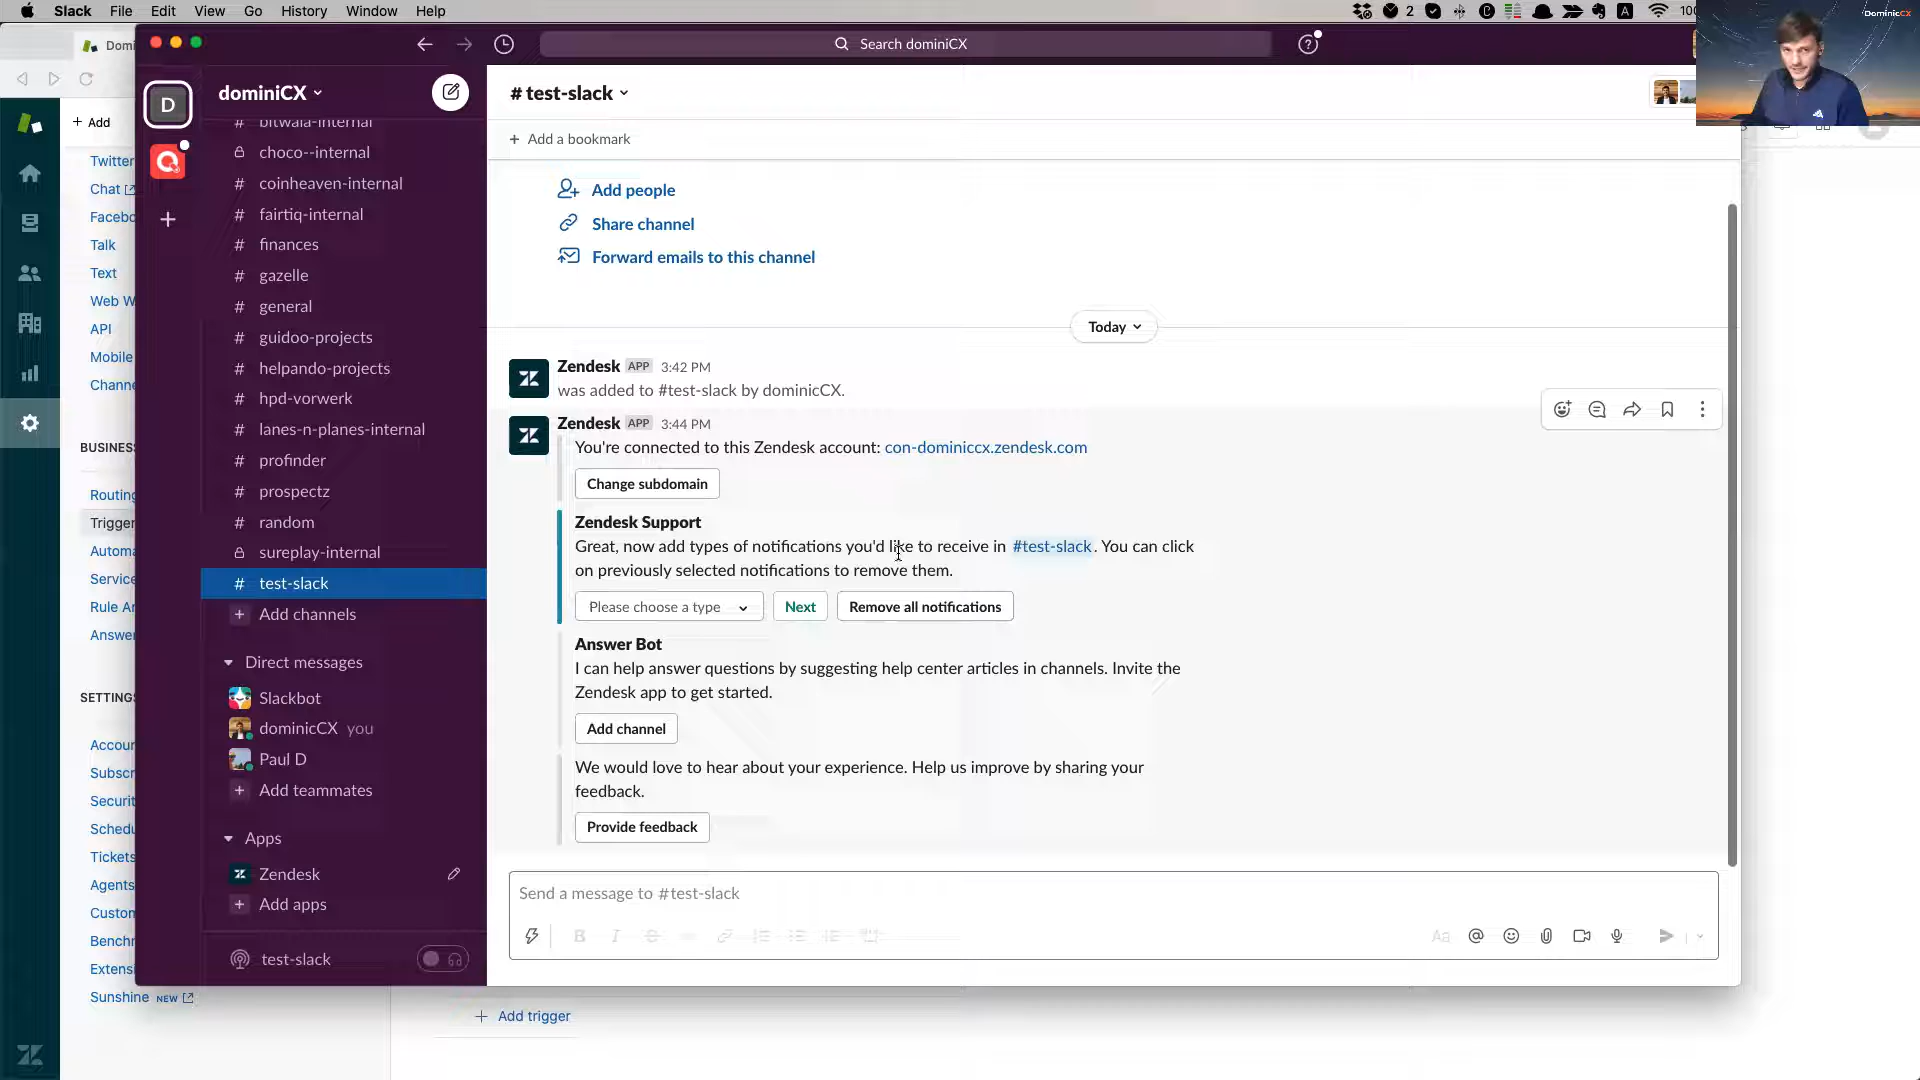 Slack File Edit View Go History Window Help
2
DominicCX
Search dominiCX
D
dominiCX
# test-slack
+ Add
+ Add a bookmark
# bitwala-internal
choco--internal
# coinheaven-internal
# fairtiq-internal
# finances
# gazelle
# general
# guidoo-projects
# helpando-projects
# hpd-vorwerk
# lanes-n-planes-internal
# profinder
# prospectz
# random
sureplay-internal
# test-slack
+ Add channels
Direct messages
Slackbot
dominicCX you
Paul D
+ Add teammates
Apps
Zendesk
+ Add apps
test-slack
Twitter
Chat
Talk
Text
API
Mobile
SETTINGS
Tickets
Agents
Sunshine NEW
Add people
Share channel
Forward emails to this channel
Today
Zendesk APP 3:42 PM
was added to #test-slack by dominicCX.
Zendesk APP 3:44 PM
You're connected to this Zendesk account: con-dominiccx.zendesk.com
Change subdomain
Zendesk Support
Great, now add types of notifications you'd like to receive in #test-slack. You can click
on previously selected notifications to remove them.
Please choose a type Next Remove all notifications
Answer Bot
I can help answer questions by suggesting help center articles in channels. Invite the
Zendesk app to get started.
Add channel
We would love to hear about your experience. Help us improve by sharing your
feedback.
Provide feedback
Send a message to #test-slack
B I S Aa @
+ Add trigger